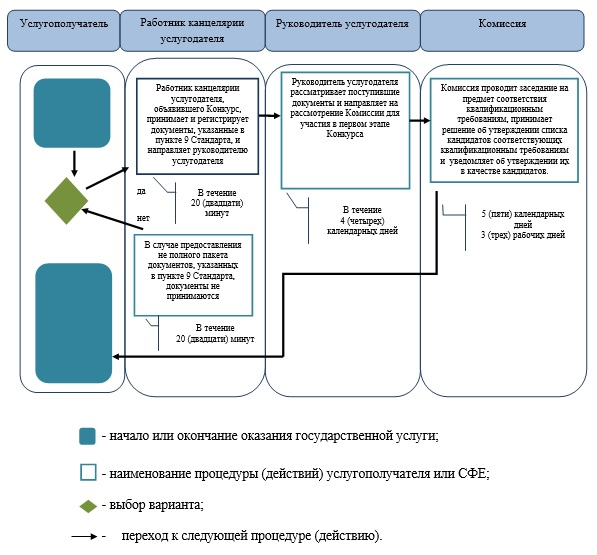 Услугополучатель
Работник канцелярии
услугодателя
Руководитель услугодателя
Комиссия
Работник канцелярии
услугодателя,
объявившего Конкурс,
принимает и регистрирует
документы, указанные в
пункте 9 Стандарта, и
направляет руководителю
услугодателя
Руководитель услугодателя
рассматривает поступившие
документы и направляет на
рассмотрение Комиссии для
участия в первом этапе
Конкурса
Комиссия проводит заседание на
предмет соответствия
квалификационным
требованиям, принимает
решение об утверждении списка
кандидатов соответствующих
квалификационным требованиям
и уведомляет об утверждении их
в качестве кандидатов.
да
В течение
20 (двадцати)
минут
В течение
4 (четырех)
календарных дней
5 (пяти) календарных
дней
3 (трех) рабочих дней
нет
В случае предоставления
не полного пакета
документов, указанных
в пункте 9 Стандарта,
документы не
принимаются
В течение
20 (двадцати) минут
- начало или окончание оказания государственной услуги;
- наименование процедуры (действий) услугополучателя или СФЕ;
- выбор варианта;
- переход к следующей процедуре (действию).